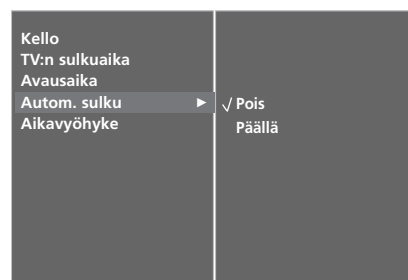 Kello
TV:n sulkuaika
Avausaika
Autom. sulku
Aikavyöhyke
Pois
Päällä